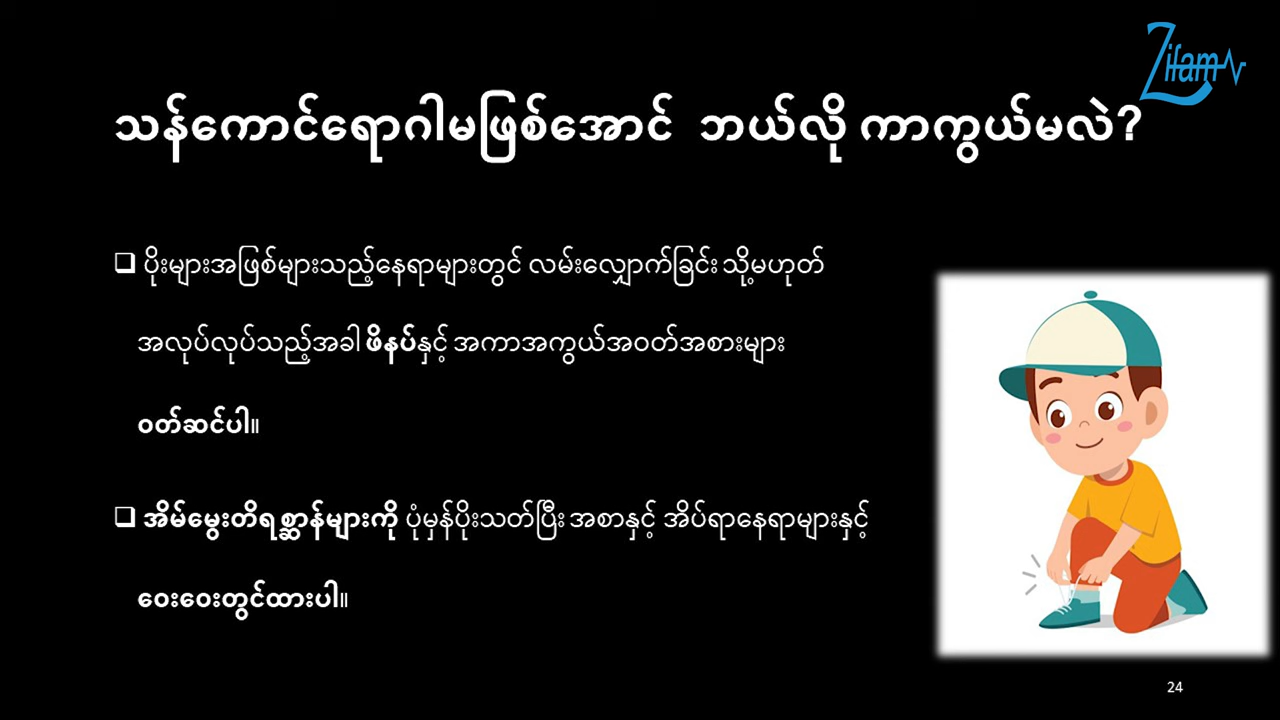 Zifam
သန်ကောင်ရောဂါမဖြစ်အောင် ဘယ်လို ကာကွယ်မလဲ?
❑ ပိုးများအဖြစ်များသည့်နေရာများတွင် လမ်းလျှောက်ခြင်း သို့မဟုတ်
အလုပ်လုပ်သည့်အခါ ဖိနပ်နှင့် အကာအကွယ်အဝတ်အစားများ
ဝတ်ဆင်ပါ။
❑ အိမ်မွေးတိရစ္ဆာန်များကို ပုံမှန်ပိုးသတ်ပြီး အစာနှင့် အိပ်ရာနေရာများနှင့်
ဝေးဝေးတွင်ထားပါ။
24